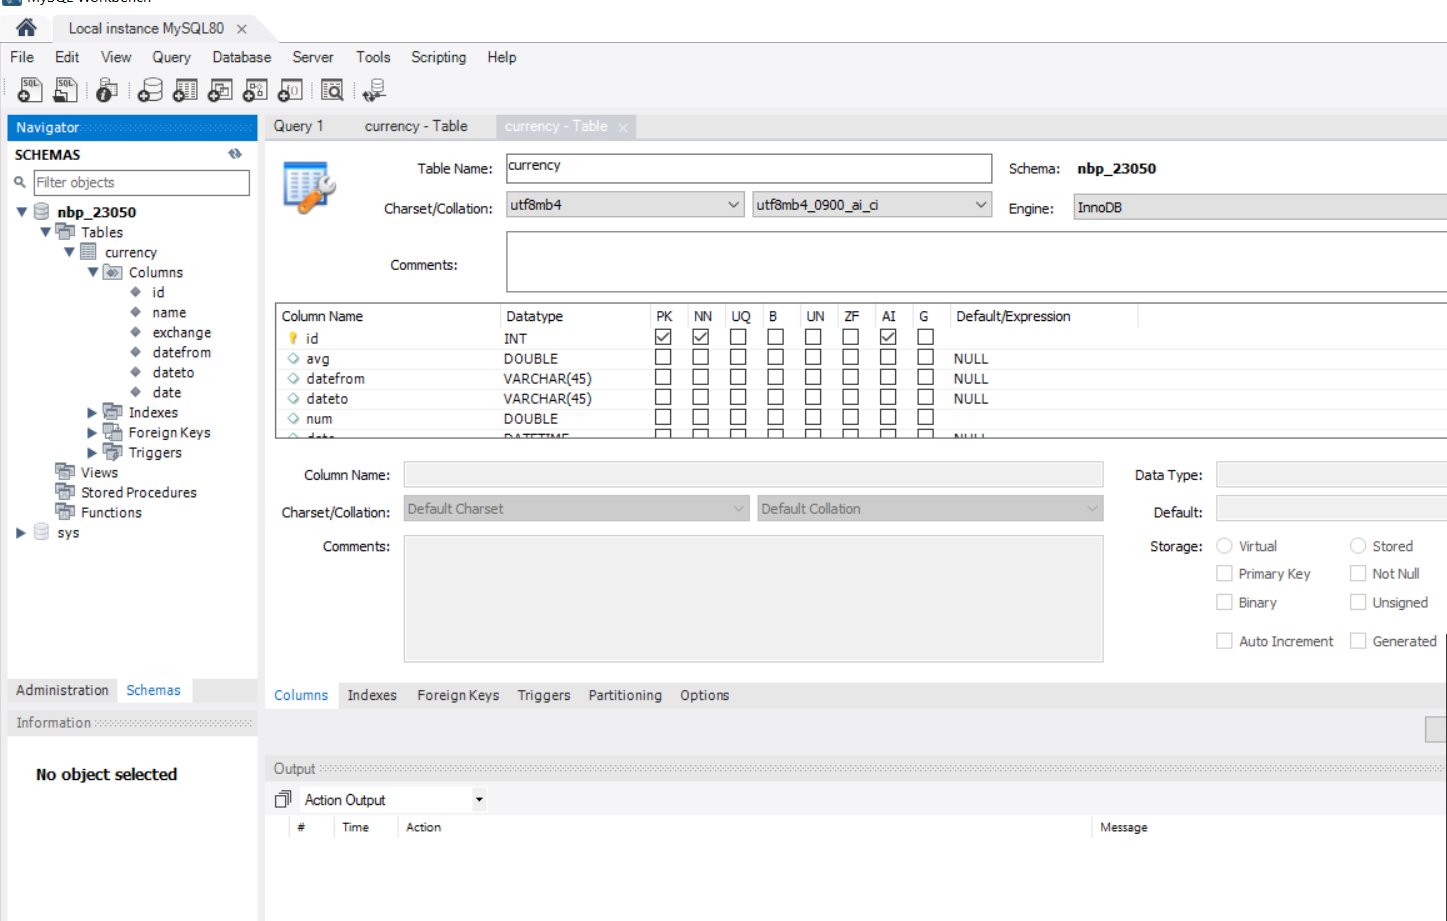 MySQL Workbench
Local instance MySQL80
File Edit View Query Database Server Tools Scripting Help
Navigator
SCHEMAS
Filter objects
nbp_23050
Tables
currency
Columns
id
name
exchange
datefrom
dateto
date
Indexes
Foreign Keys
Triggers
Views
Stored Procedures
Functions
sys
Administration Schemas
Information
No object selected
Query 1 currency - Table currency - Table
Table Name: currency Schema: nbp_23050
Charset/Collation: utf8mb4 utf8mb4_0900_ai_ci Engine: InnoDB
Comments:
Column Name Datatype PK NN UQ B UN ZF AI G Default/Expression
id INT
avg DOUBLE NULL
datefrom VARCHAR(45) NULL
dateto VARCHAR(45) NULL
num DOUBLE
date DATETIME NULL
Column Name: Data Type:
Charset/Collation: Default Charset Default Collation Default:
Comments: Storage: Virtual Stored
Primary Key Not Null
Binary Unsigned
Auto Increment Generated
Columns Indexes Foreign Keys Triggers Partitioning Options
Output
Action Output
# Time Action Message